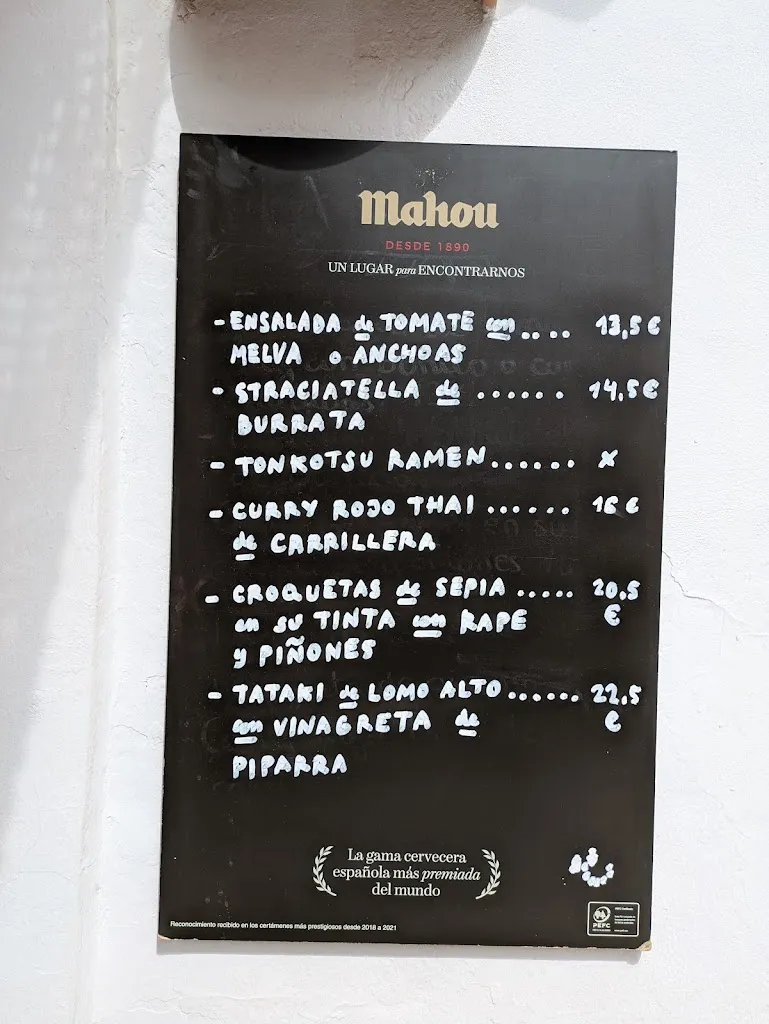 Mahou
DESDE 1890
UN LUGAR para ENCONTRARNOS
- ENSALADA de TOMATE con .... 13,5 €
MELVA o ANCHOAS
- STRACIATELLA de ...... 14,5 €
BURRATA
- TONKOTSU RAMEN ...... X
- CURRY ROJO THAI ...... 16 €
de CARRILLERA
- CROQUETAS de SEPIA ..... 20,5
en su TINTA con RAPE €
y PIÑONES
- TATAKI de LOMO ALTO ...... 22,5
con VINAGRETA de €
PIPARRA
La gama cervecera
española más premiada
del mundo
PEFC
Reconocimiento recibido en los certámenes más prestigiosos desde 2018 a 2021